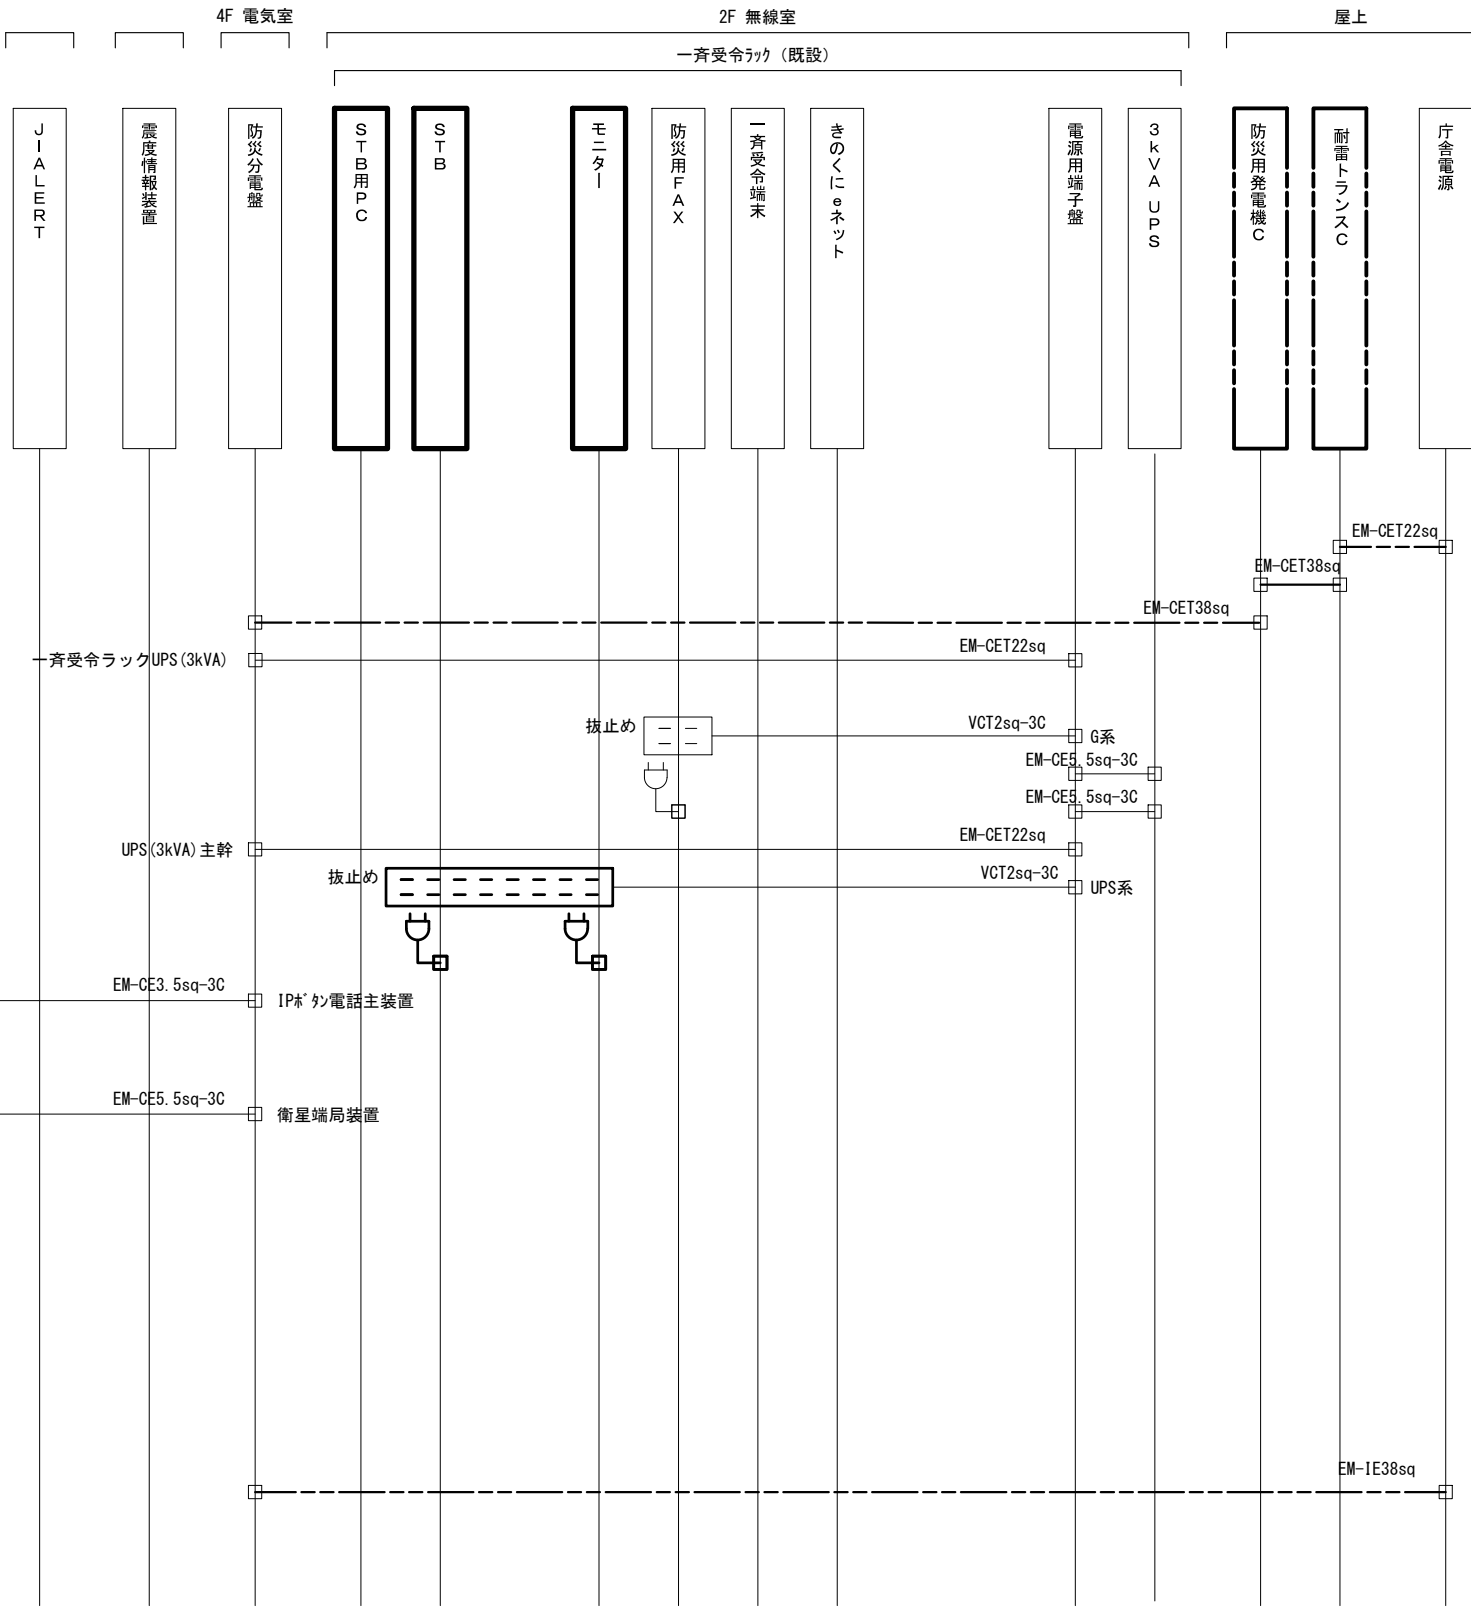 4F 電気室
2F 無線室
屋上
一斉受令ﾗｯｸ（既設）
J-ALERT
震度情報装置
防災分電盤
STB用PC
STB
モニター
防災用FAX
一斉受令端末
きのくにeネット
電源用端子盤
3kVA UPS
防災用発電機C
耐雷トランスC
庁舎電源
EM-CET22sq
EM-CET38sq
EM-CET38sq
一斉受令ラックUPS(3kVA)
EM-CET22sq
抜止め
VCT2sq-3C
G系
EM-CE5.5sq-3C
EM-CE5.5sq-3C
UPS(3kVA)主幹
EM-CET22sq
抜止め
VCT2sq-3C
UPS系
EM-CE3.5sq-3C
IPﾎﾞﾀﾝ電話主装置
EM-CE5.5sq-3C
衛星端局装置
EM-IE38sq